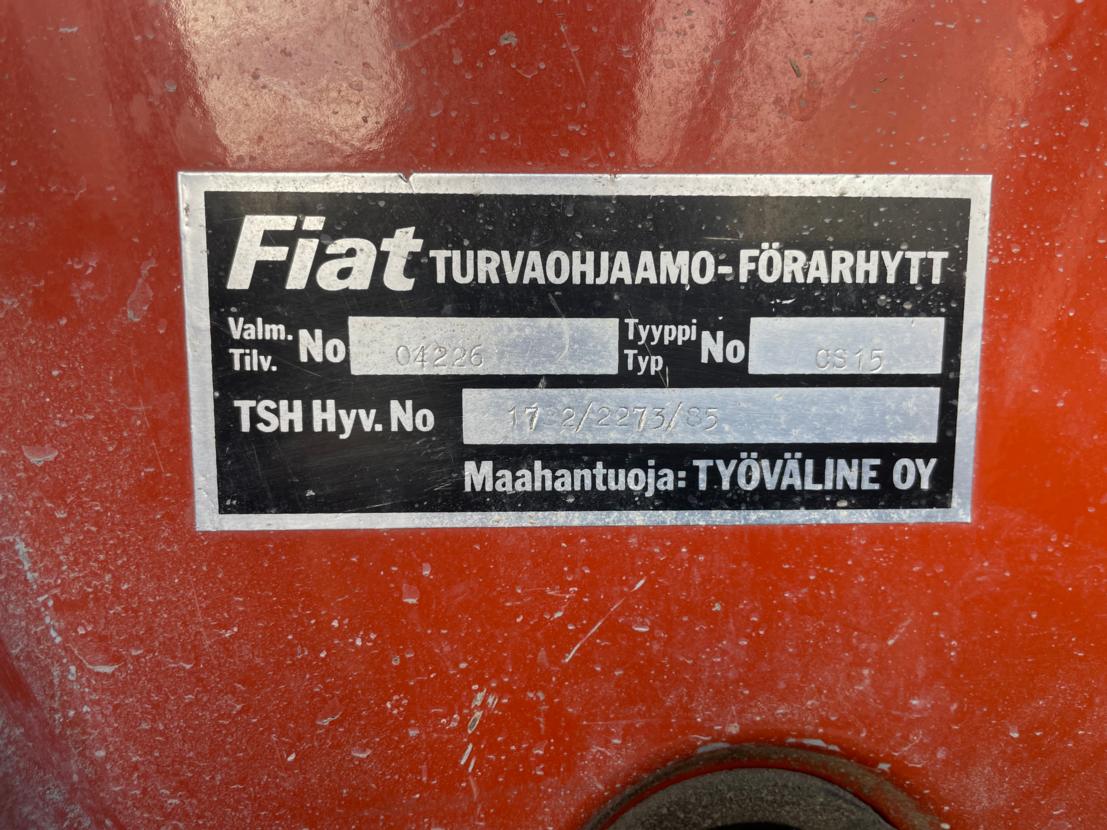 Fiat TURVAOHJAAMO-FÖRARHYTT
Valm. Tilv. No 04226 Tyyppi Typ No CS15
TSH Hyv. No 2/2273/85
Maahantuoja: TYÖVÄLINE OY